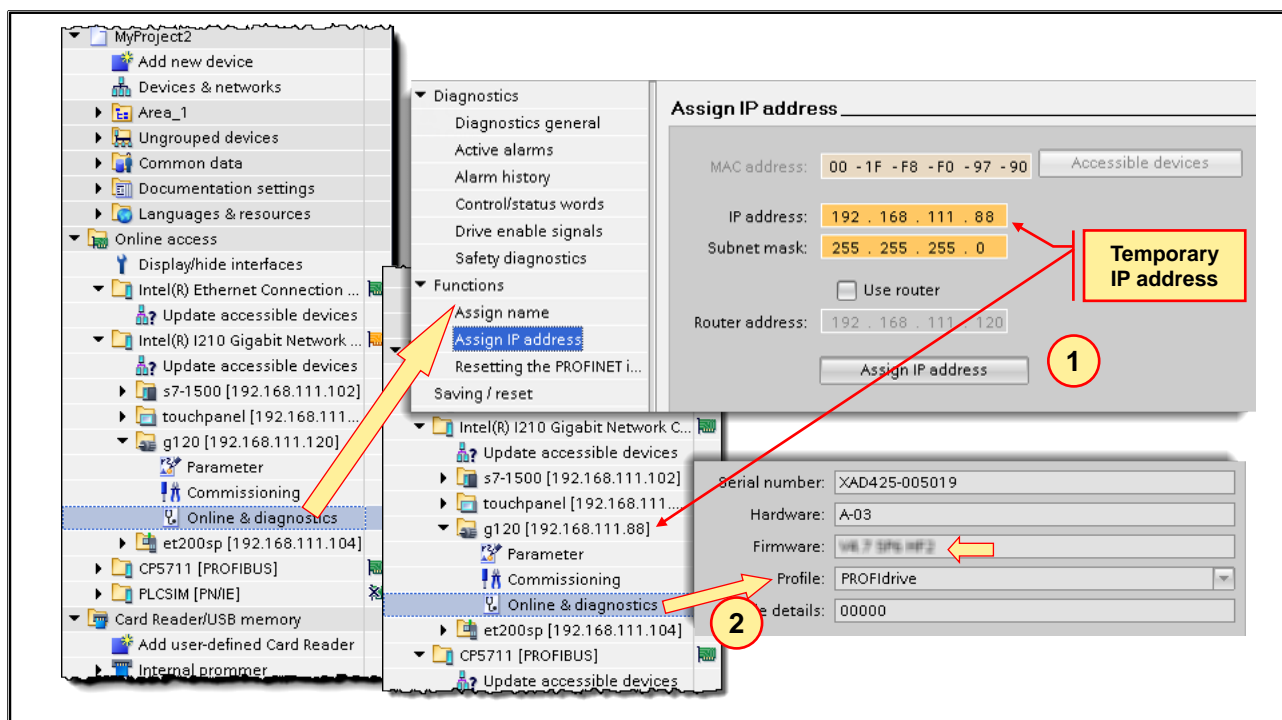 MyProject2
Add new device
Devices & networks
Area_1
Ungrouped devices
Common data
Documentation settings
Languages & resources
Online access
Display/hide interfaces
Intel(R) Ethernet Connection ...
Update accessible devices
Intel(R) I210 Gigabit Network ...
Update accessible devices
s7-1500 [192.168.111.102]
touchpanel [192.168.111....
g120 [192.168.111.120]
Parameter
Commissioning
Online & diagnostics
et200sp [192.168.111.104]
CP5711 [PROFIBUS]
PLCSIM [PN/IE]
Card Reader/USB memory
Add user-defined Card Reader
Internal prommer
Diagnostics
Diagnostics general
Active alarms
Alarm history
Control/status words
Drive enable signals
Safety diagnostics
Functions
Assign name
Assign IP address
Resetting the PROFINET i...
Saving / reset
Assign IP address
MAC address: 00 -1F -F8 -F0 -97 -90 Accessible devices
IP address: 192 . 168 . 111 . 88
Subnet mask: 255 . 255 . 255 . 0
Use router
Router address: 192 . 168 . 111 . 120
Assign IP address
Temporary
IP address
1
Intel(R) I210 Gigabit Network C...
Update accessible devices
s7-1500 [192.168.111.102]
touchpanel [192.168.111....
g120 [192.168.111.88]
Parameter
Commissioning
Online & diagnostics
et200sp [192.168.111.104]
CP5711 [PROFIBUS]
Update accessible devices
2
Serial number: XAD425-005019
Hardware: A-03
Firmware:
Profile: PROFIdrive
details: 00000